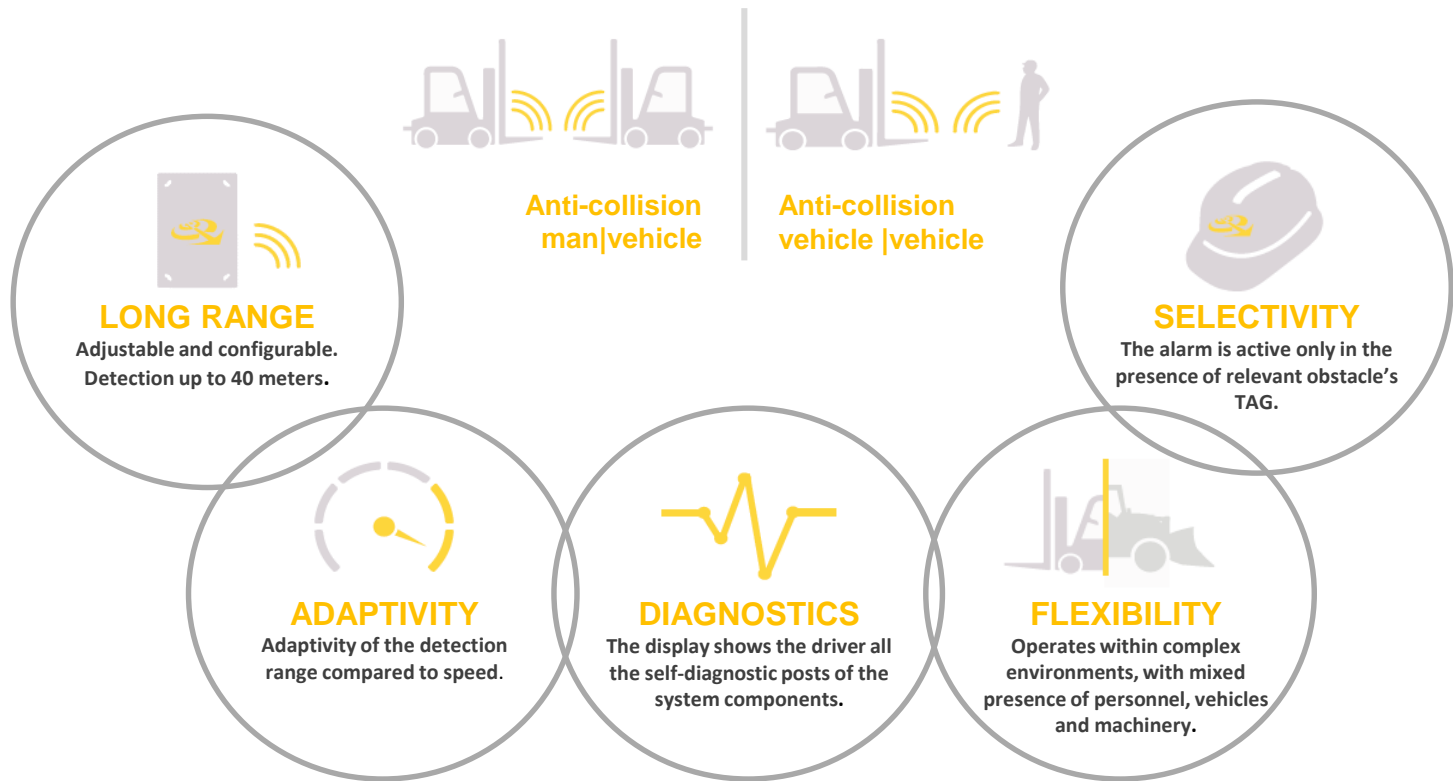 Anti-collision
man|vehicle
Anti-collision
vehicle |vehicle
LONG RANGE
Adjustable and configurable.
Detection up to 40 meters.
SELECTIVITY
The alarm is active only in the
presence of relevant obstacle’s
TAG.
ADAPTIVITY
Adaptivity of the detection
range compared to speed.
DIAGNOSTICS
The display shows the driver all
the self-diagnostic posts of the
system components.
FLEXIBILITY
Operates within complex
environments, with mixed
presence of personnel, vehicles
and machinery.